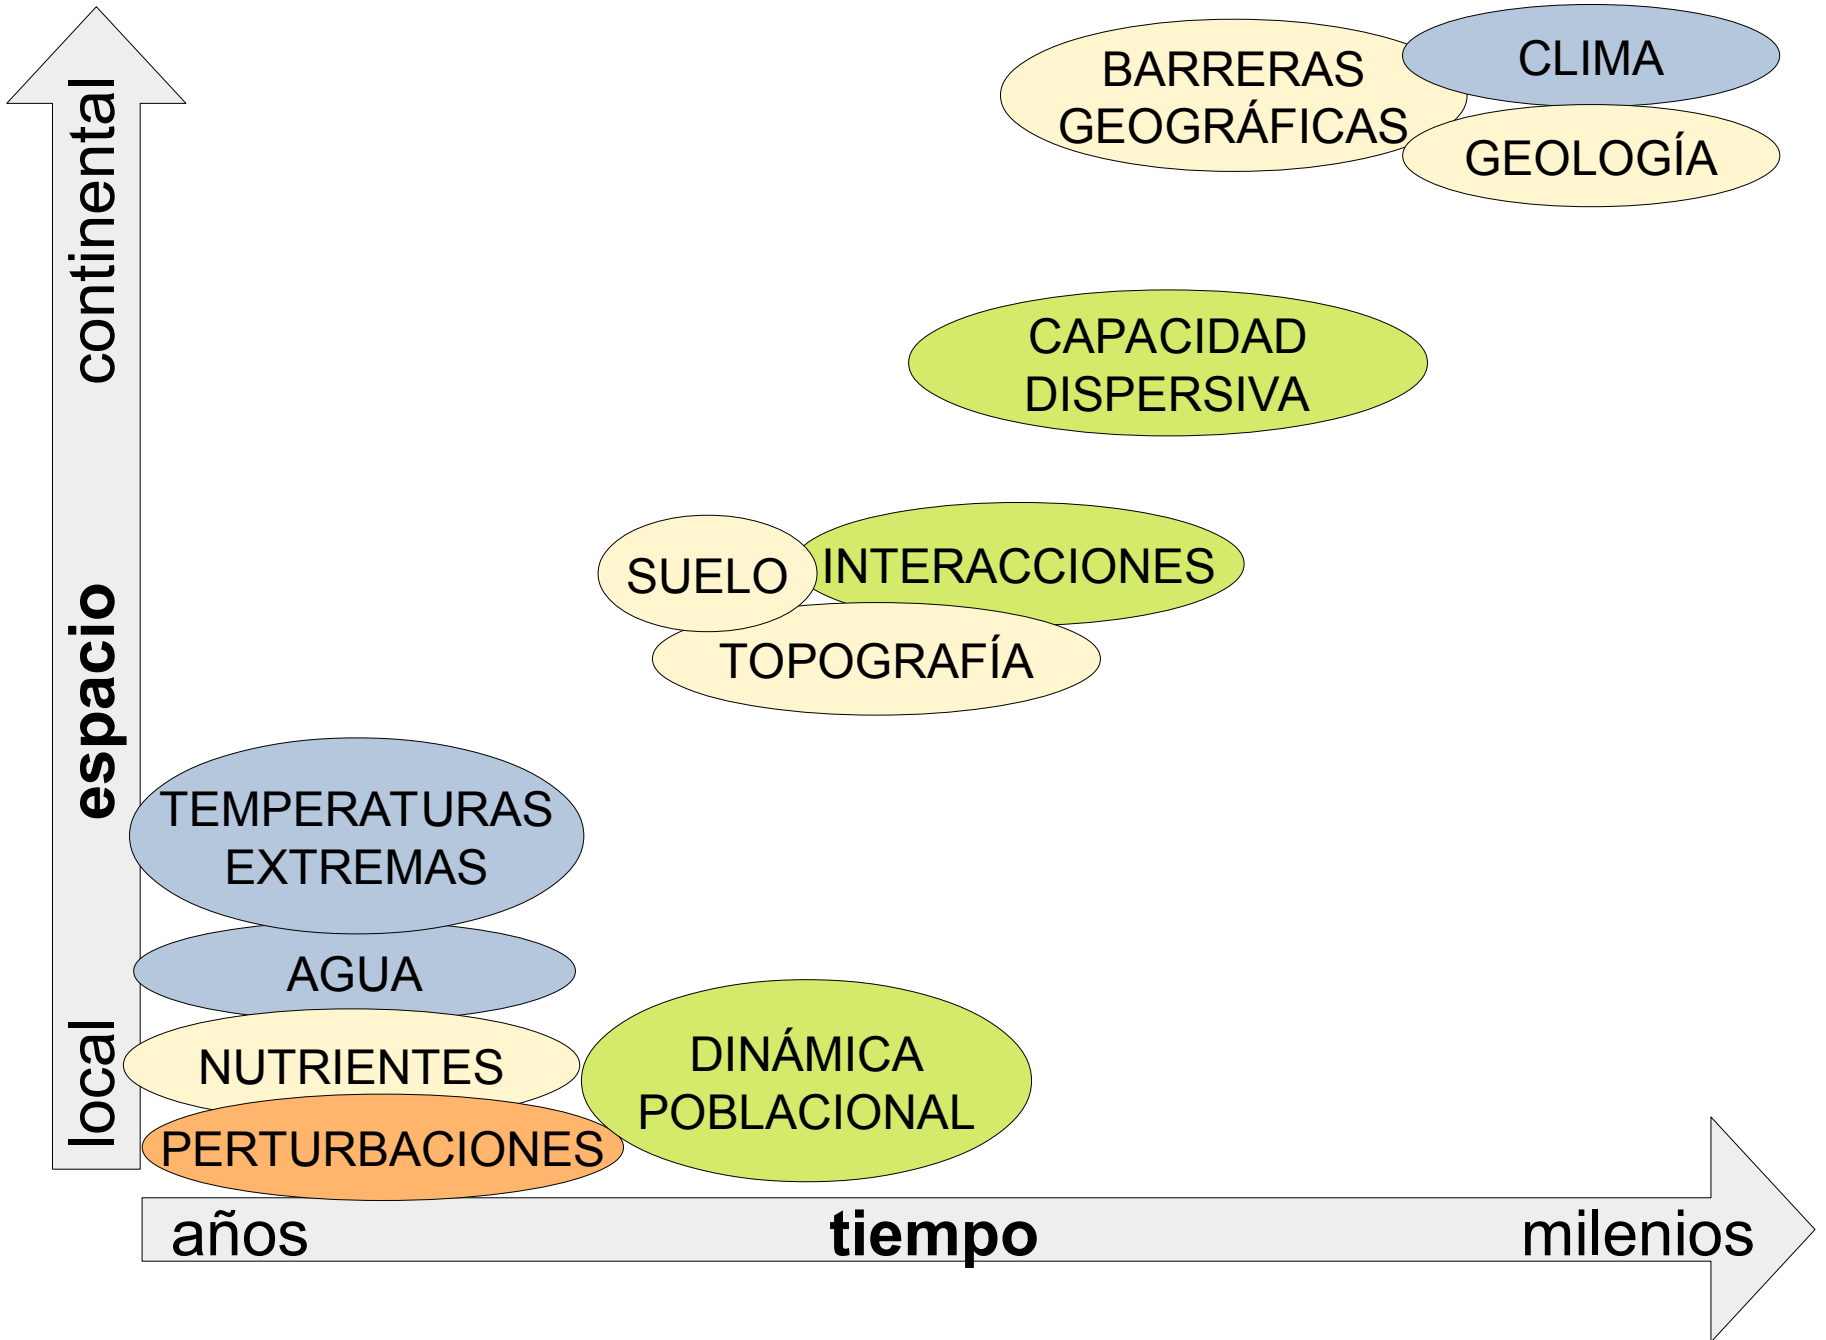 BARRERAS
GEOGRÁFICAS
CLIMA
GEOLOGÍA
CAPACIDAD
DISPERSIVA
SUELO
INTERACCIONES
TOPOGRAFÍA
TEMPERATURAS
EXTREMAS
AGUA
NUTRIENTES
PERTURBACIONES
DINÁMICA
POBLACIONAL
continental
espacio
local
años
tiempo
milenios